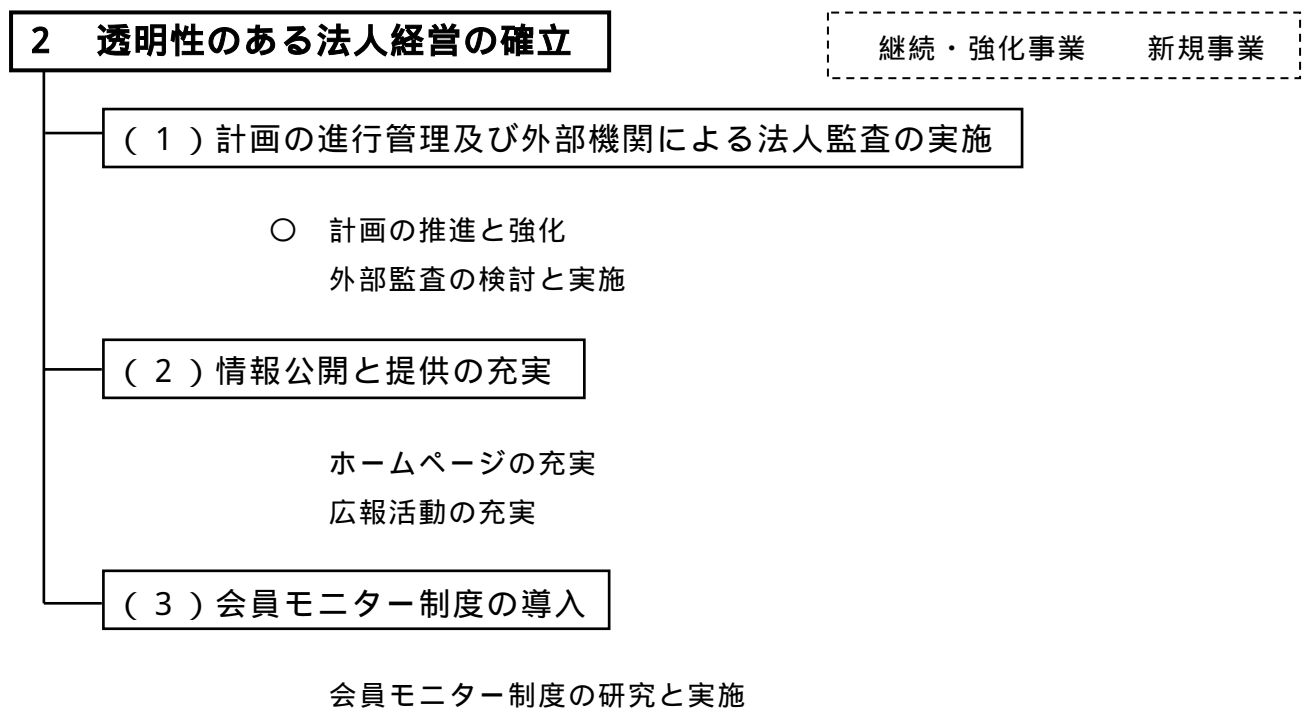 2　透明性のある法人経営の確立
継続・強化事業　　新規事業
(１)計画の進行管理及び外部機関による法人監査の実施
○　計画の推進と強化
外部監査の検討と実施
(２)情報公開と提供の充実
ホームページの充実
広報活動の充実
(３)会員モニター制度の導入
会員モニター制度の研究と実施